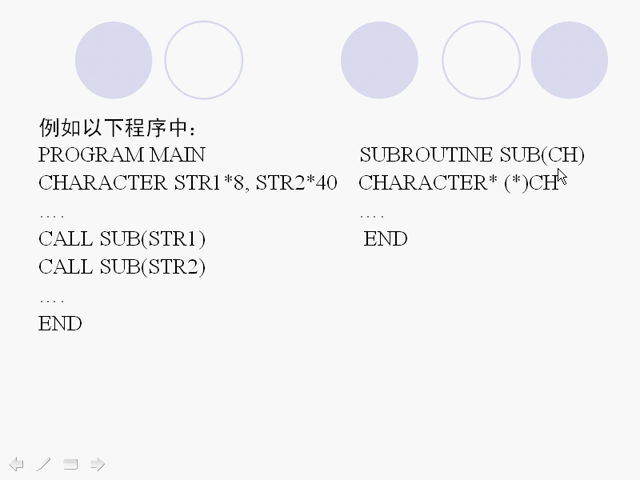 例如以下程序中：
PROGRAM MAIN
CHARACTER STR1*8, STR2*40
….
CALL SUB(STR1)
CALL SUB(STR2)
….
END
SUBROUTINE SUB(CH)
CHARACTER* (*)CH
….
END